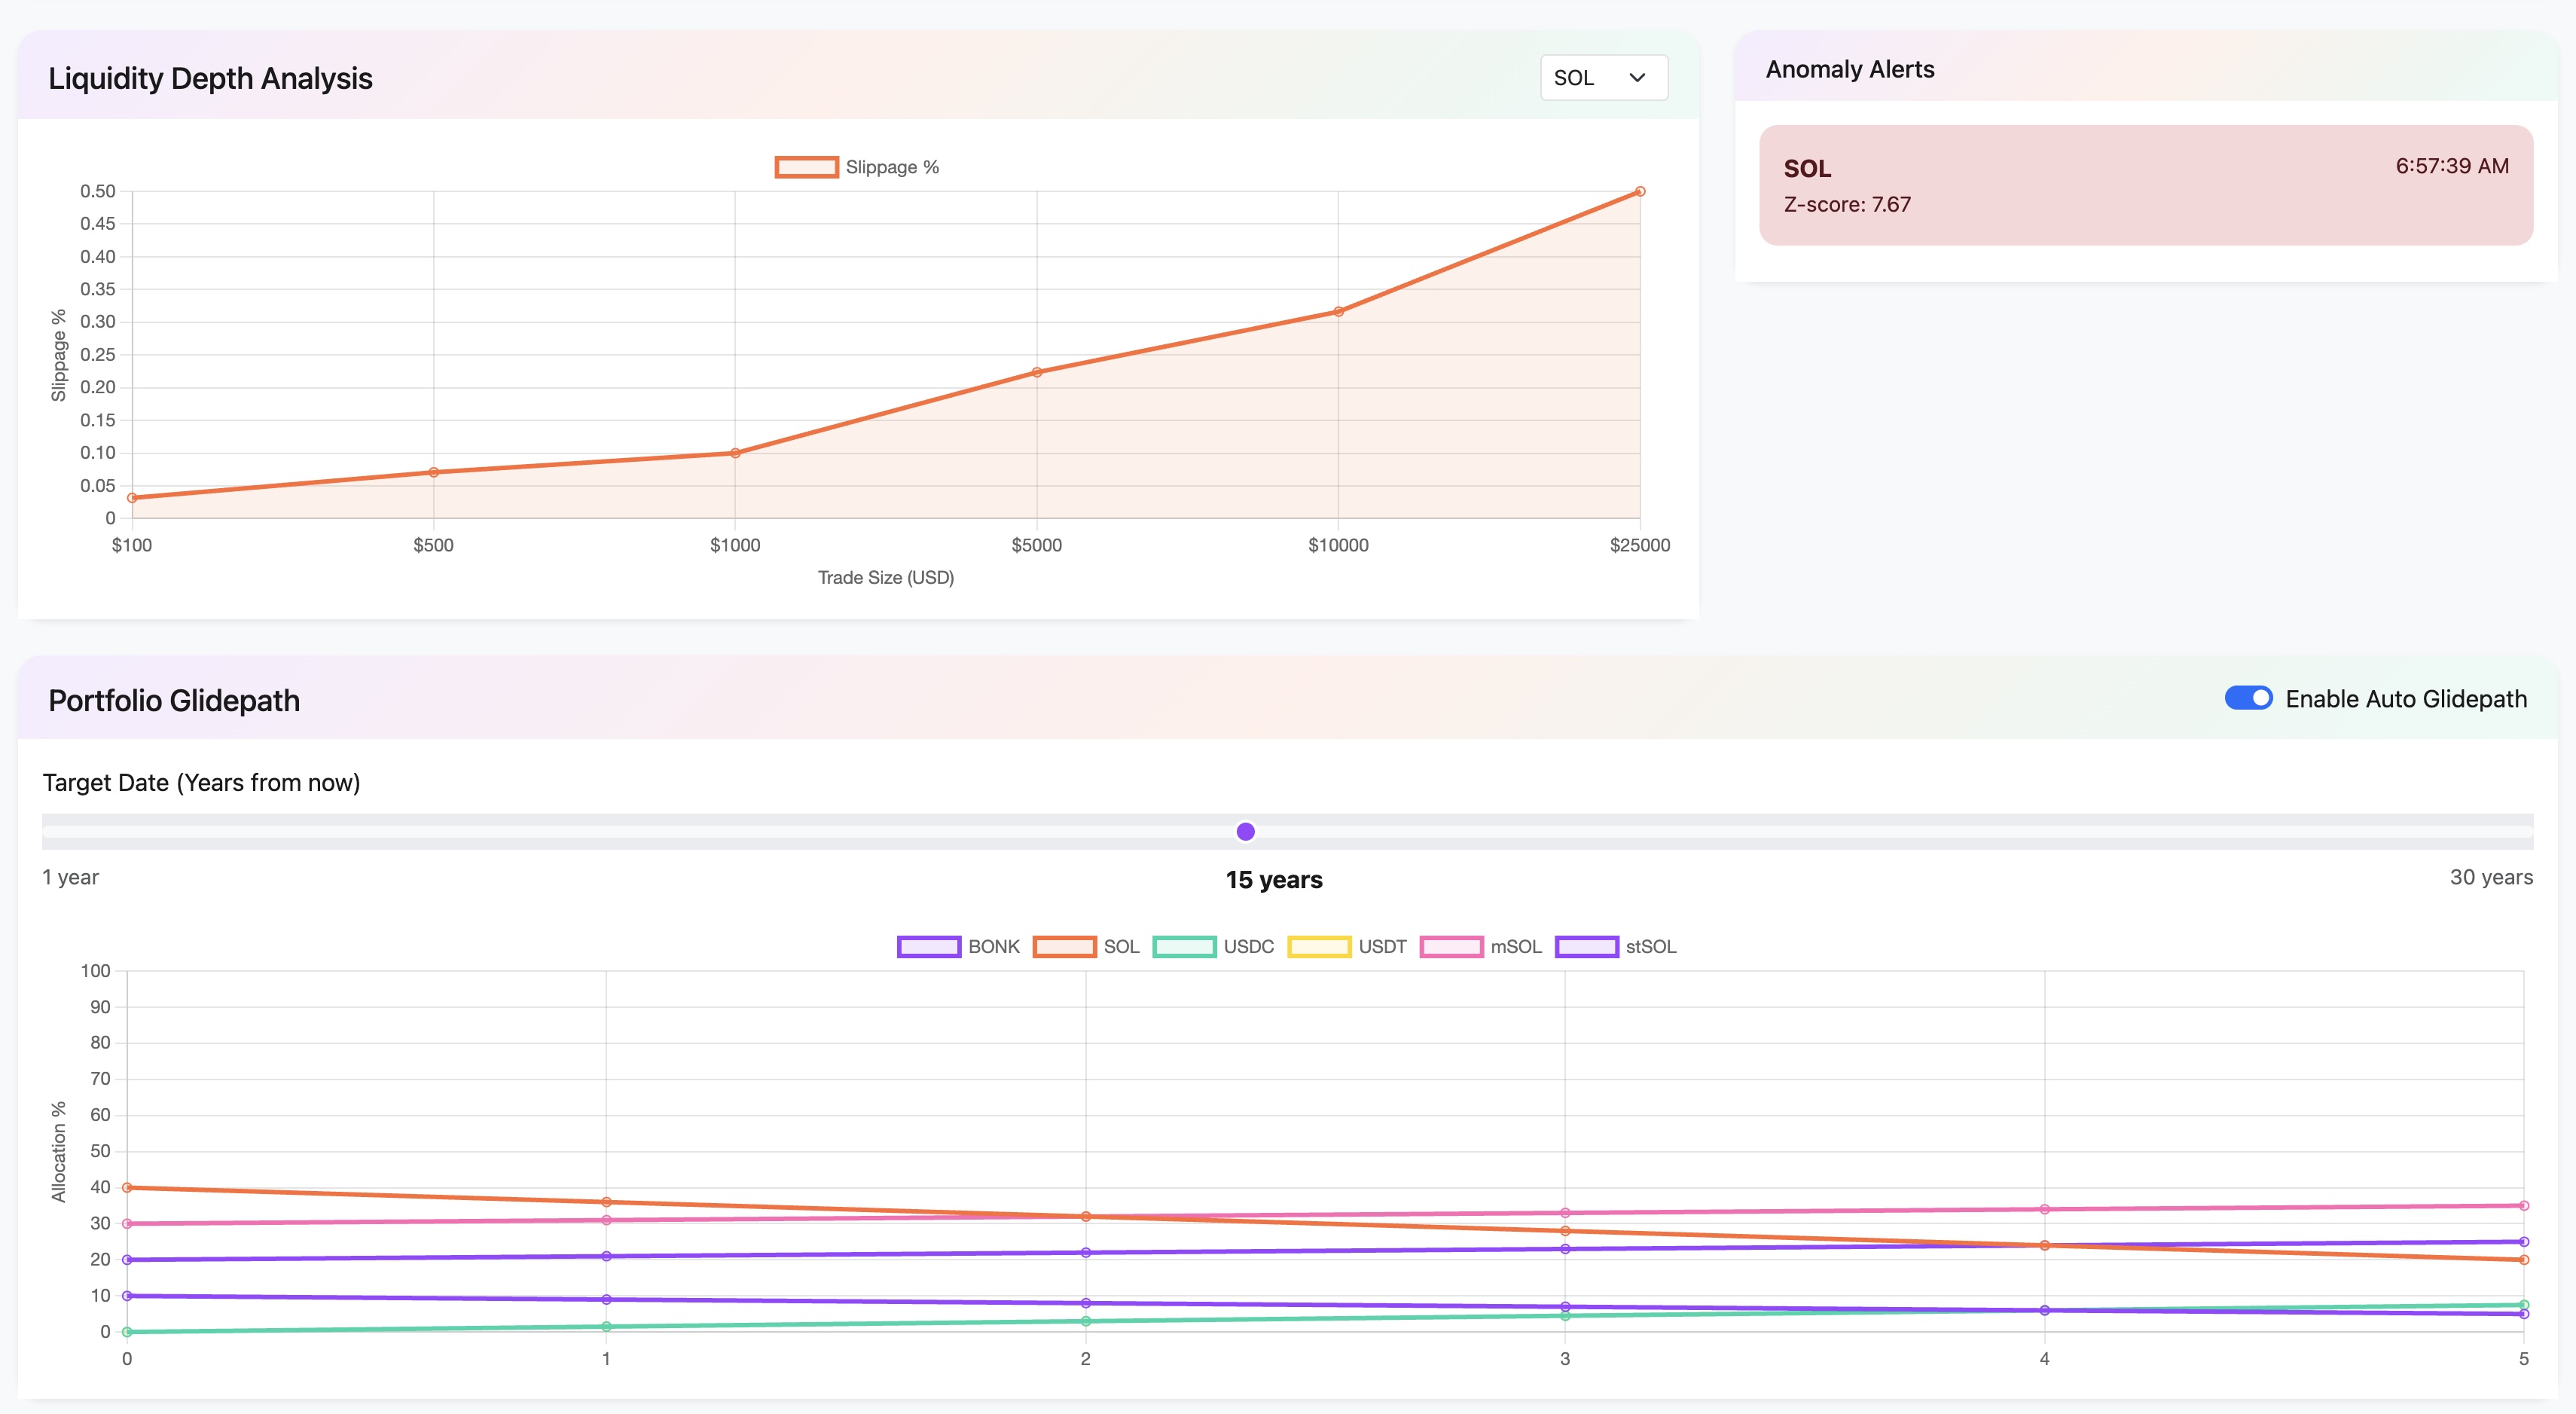 Liquidity Depth Analysis
SOL
Slippage %
0.50
0.45
0.40
0.35
0.30
0.25
0.20
0.15
0.10
0.05
0
Slippage %
$100 $500 $1000 $5000 $10000 $25000
Trade Size (USD)
Anomaly Alerts
SOL 6:57:39 AM
Z-score: 7.67
Portfolio Glidepath
Enable Auto Glidepath
Target Date (Years from now)
1 year 15 years 30 years
BONK SOL USDC USDT mSOL stSOL
100
90
80
70
60
50
40
30
20
10
0
Allocation %
0 1 2 3 4 5